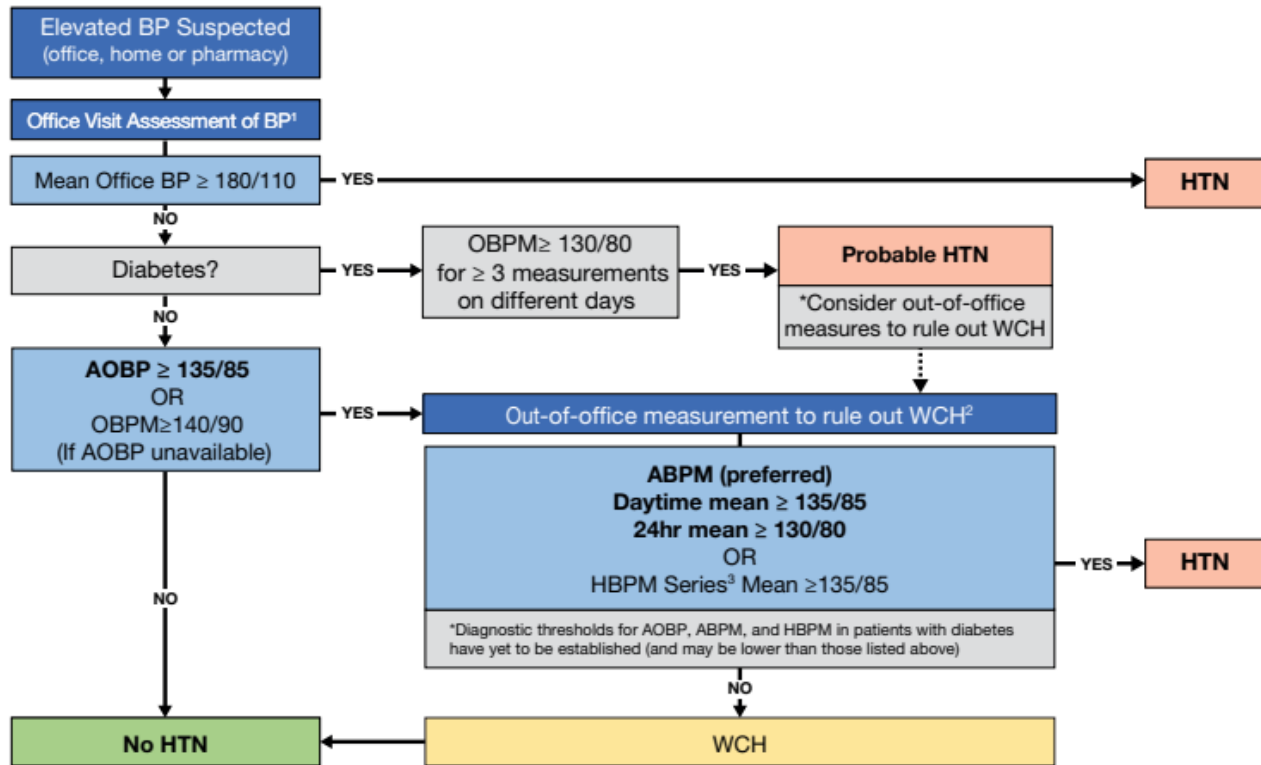 Elevated BP Suspected
(office, home or pharmacy)
Office Visit Assessment of BP¹
Mean Office BP ≥ 180/110
YES
HTN
NO
Diabetes?
YES
OBPM≥ 130/80
for ≥ 3 measurements
on different days
YES
Probable HTN
*Consider out-of-office
measures to rule out WCH
NO
AOBP ≥ 135/85
OR
OBPM≥140/90
(If AOBP unavailable)
YES
Out-of-office measurement to rule out WCH²
ABPM (preferred)
Daytime mean ≥ 135/85
24hr mean ≥ 130/80
OR
HBPM Series³ Mean ≥135/85
YES
HTN
*Diagnostic thresholds for AOBP, ABPM, and HBPM in patients with diabetes
have yet to be established (and may be lower than those listed above)
NO
NO
No HTN
WCH